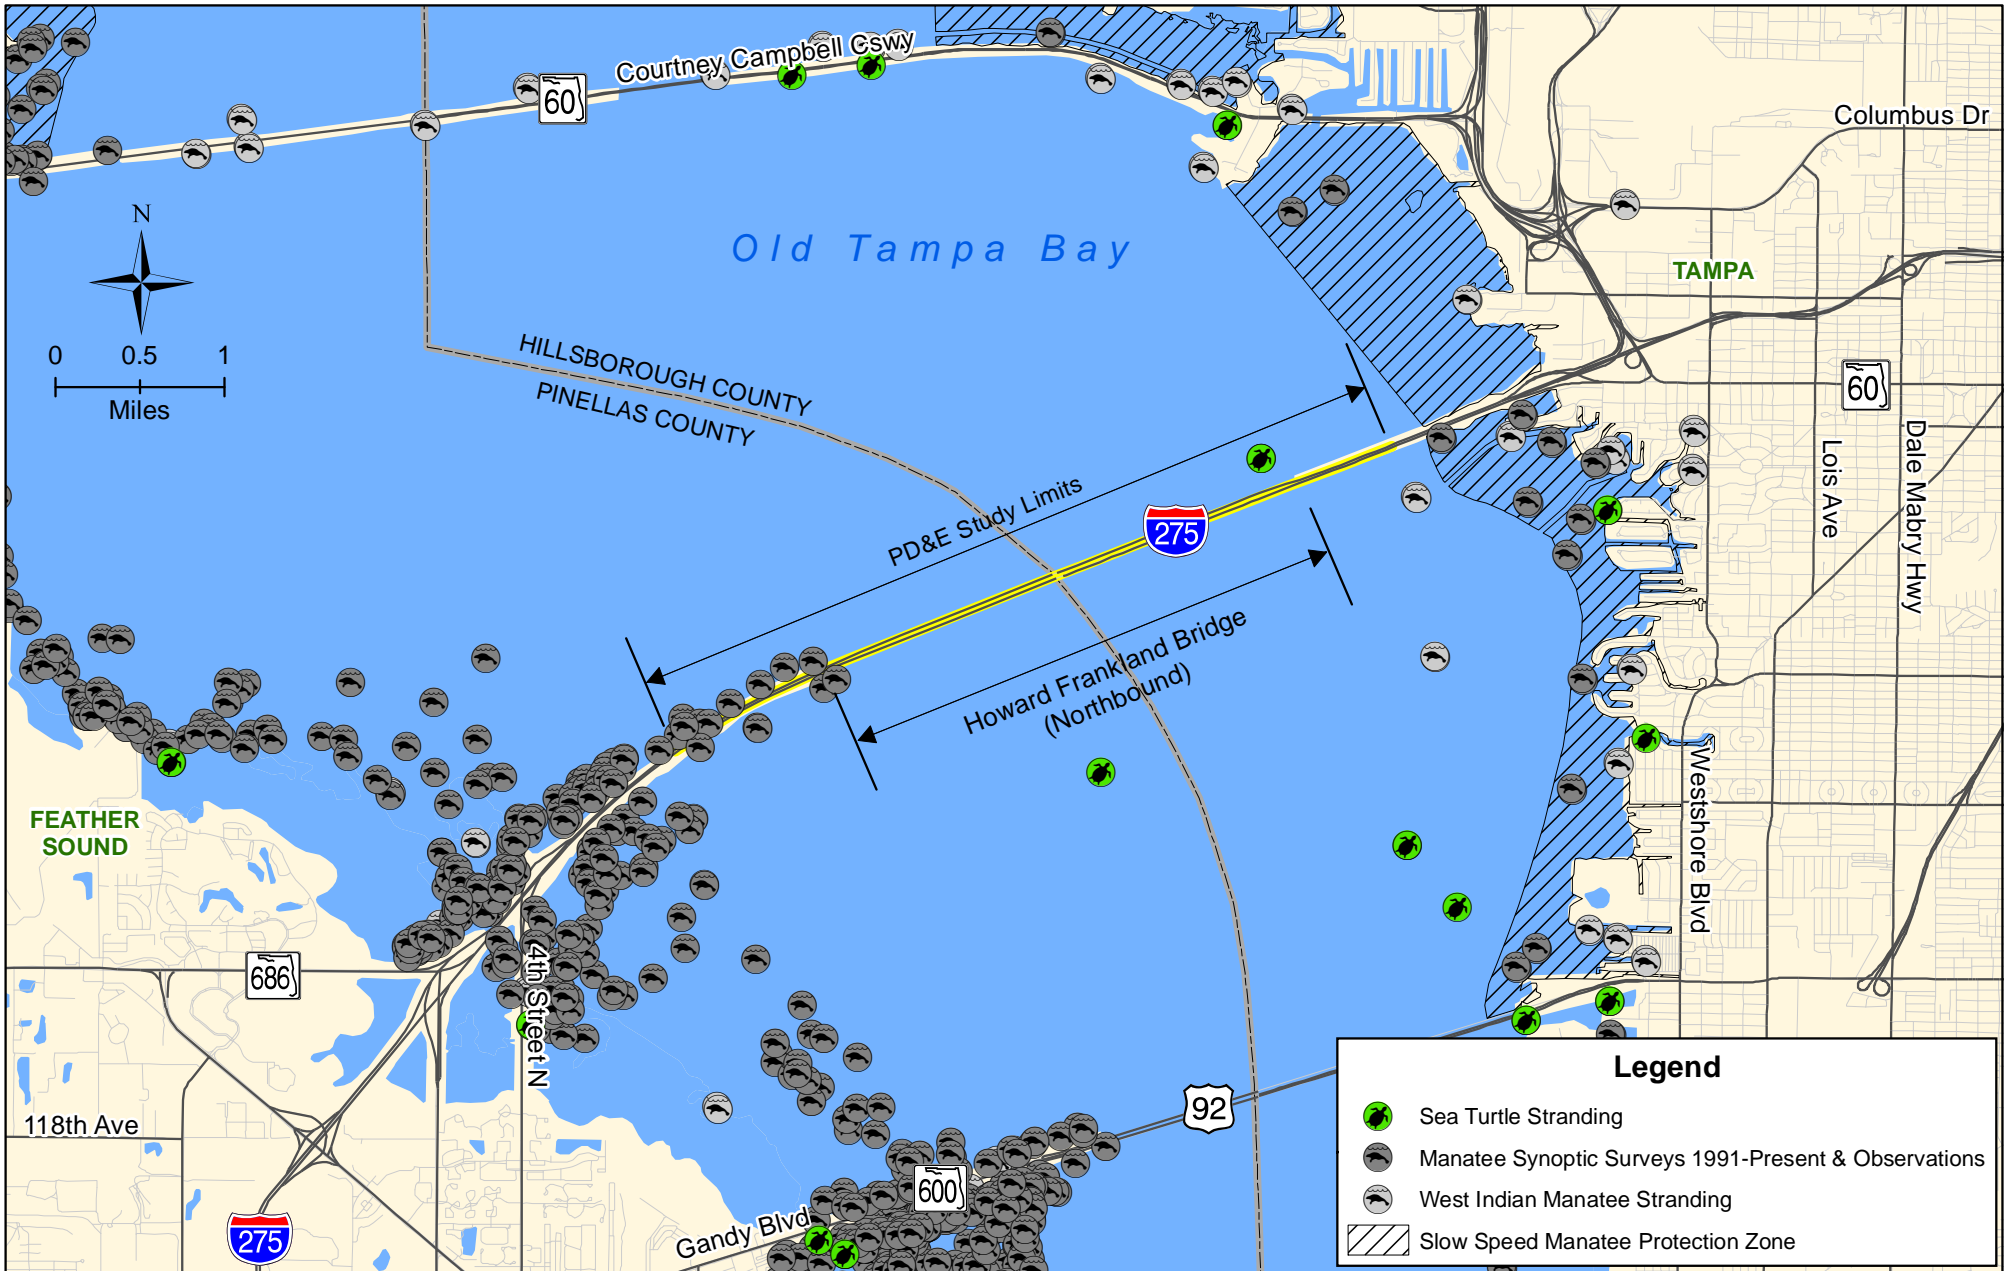 Courtney Campbell Cswy
60
Columbus Dr
N
Old Tampa Bay
TAMPA
0 0.5 1
Miles
HILLSBOROUGH COUNTY
PINELLAS COUNTY
60
Lois Ave
Dale Mabry Hwy
PD&E Study Limits
275
Howard Frankland Bridge
(Northbound)
FEATHER
SOUND
Westshore Blvd
686
4th Street N
118th Ave
92
600
Gandy Blvd
275
Legend
Sea Turtle Stranding
Manatee Synoptic Surveys 1991-Present & Observations
West Indian Manatee Stranding
Slow Speed Manatee Protection Zone